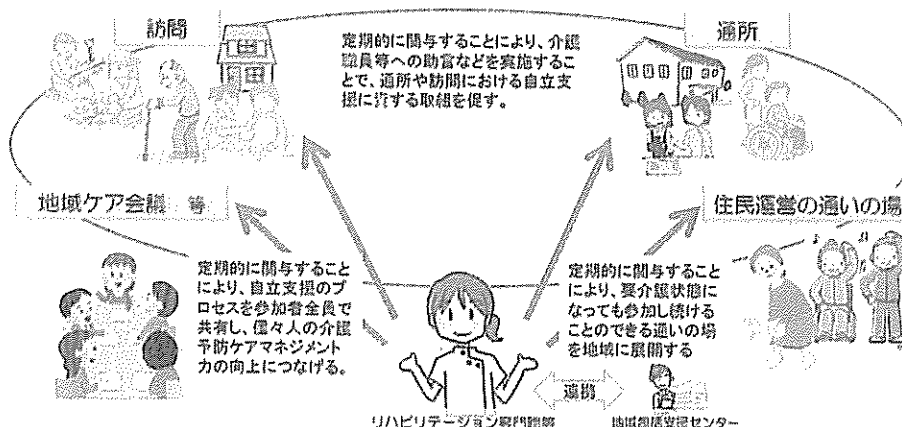 訪問
通所
定期的に関与することにより、介護
職員等への助言などを実施するこ
とで、通所や訪問における自立支
援に資する取組を促す。
地域ケア会議 等
住民運営の通いの場
定期的に関与すること
により、自立支援のプ
ロセスを参加者全員で
共有し、個々人の介護
予防ケアマネジメント
力の向上につなげる。
定期的に関与すること
により、要介護状態に
なっても参加し続ける
ことのできる通いの場
を地域に展開する
連携
リハビリテーション専門職等
地域包括支援センター